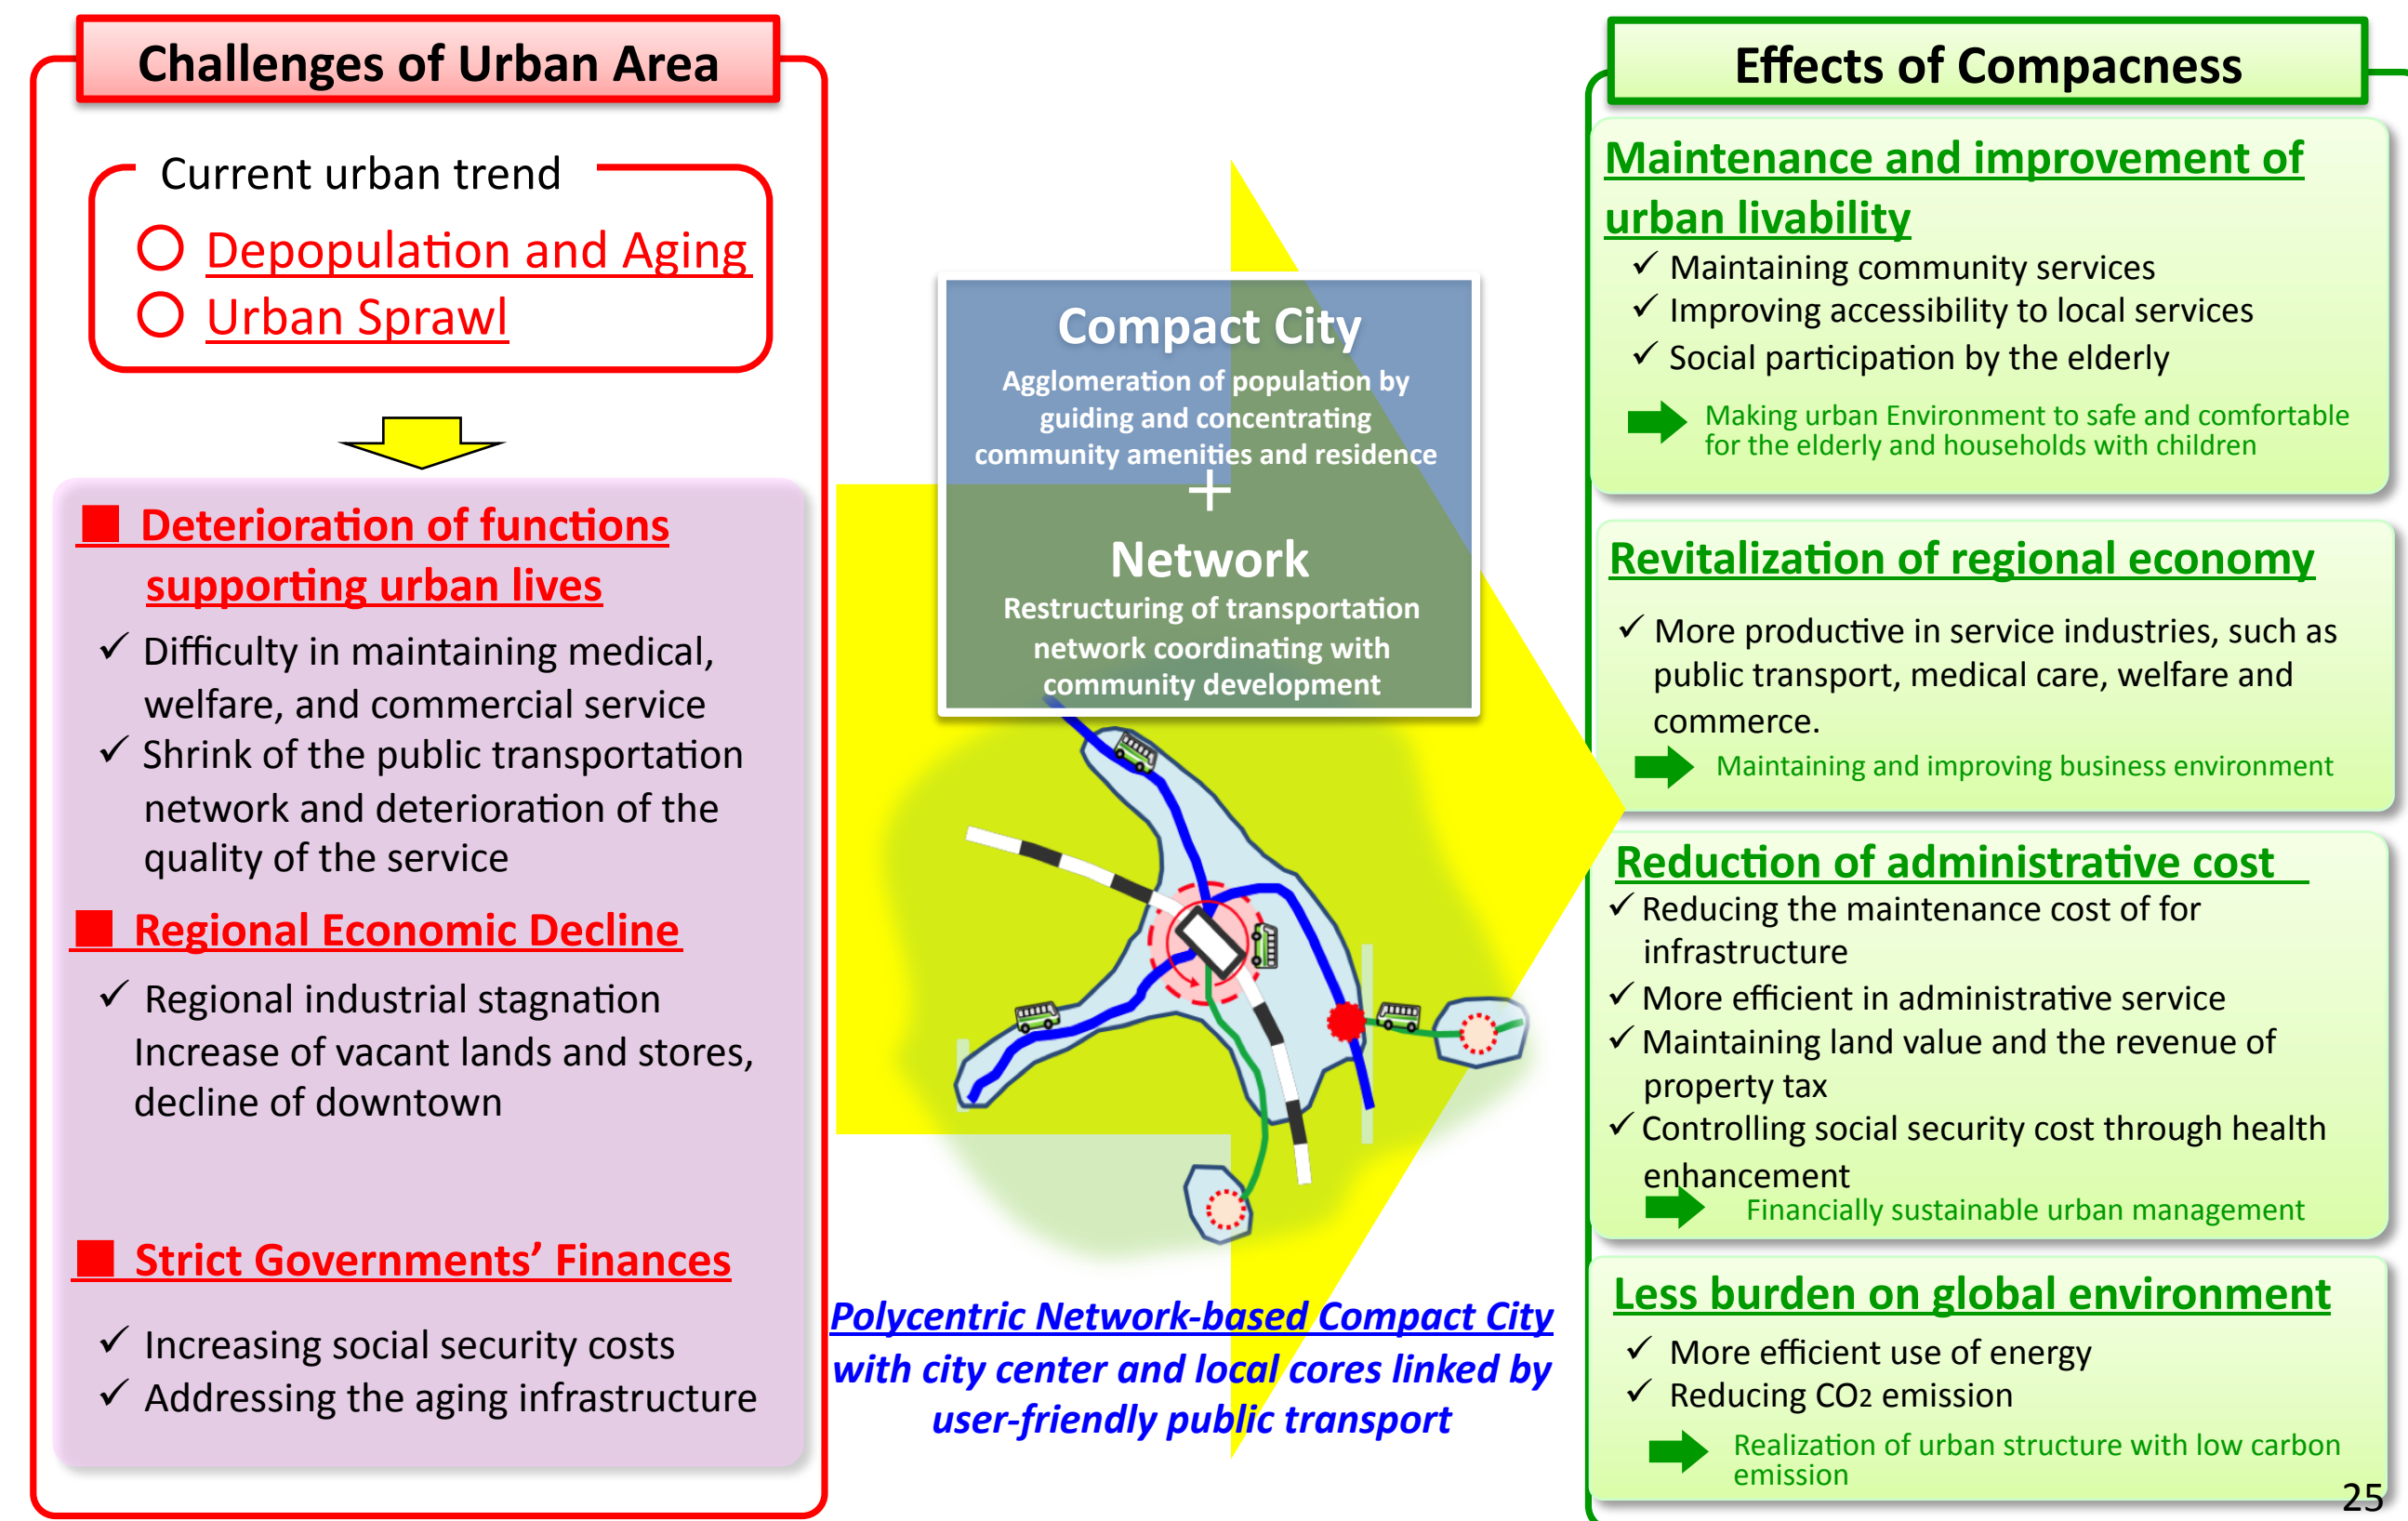 Challenges of Urban Area
Current urban trend
○ Depopulation and Aging
○ Urban Sprawl
■ Deterioration of functions
supporting urban lives
✓ Difficulty in maintaining medical,
welfare, and commercial service
✓ Shrink of the public transportation
network and deterioration of the
quality of the service
■ Regional Economic Decline
✓ Regional industrial stagnation
Increase of vacant lands and stores,
decline of downtown
■ Strict Governments’ Finances
✓ Increasing social security costs
✓ Addressing the aging infrastructure
Compact City
Agglomeration of population by
guiding and concentrating
community amenities and residence
+
Network
Restructuring of transportation
network coordinating with
community development
Polycentric Network-based Compact City
with city center and local cores linked by
user-friendly public transport
Effects of Compacness
Maintenance and improvement of
urban livability
✓ Maintaining community services
✓ Improving accessibility to local services
✓ Social participation by the elderly
Making urban Environment to safe and comfortable
for the elderly and households with children
Revitalization of regional economy
✓ More productive in service industries, such as
public transport, medical care, welfare and
commerce.
Maintaining and improving business environment
Reduction of administrative cost
✓ Reducing the maintenance cost of for
infrastructure
✓ More efficient in administrative service
✓ Maintaining land value and the revenue of
property tax
✓ Controlling social security cost through health
enhancement
Financially sustainable urban management
Less burden on global environment
✓ More efficient use of energy
✓ Reducing CO2 emission
Realization of urban structure with low carbon
emission
25